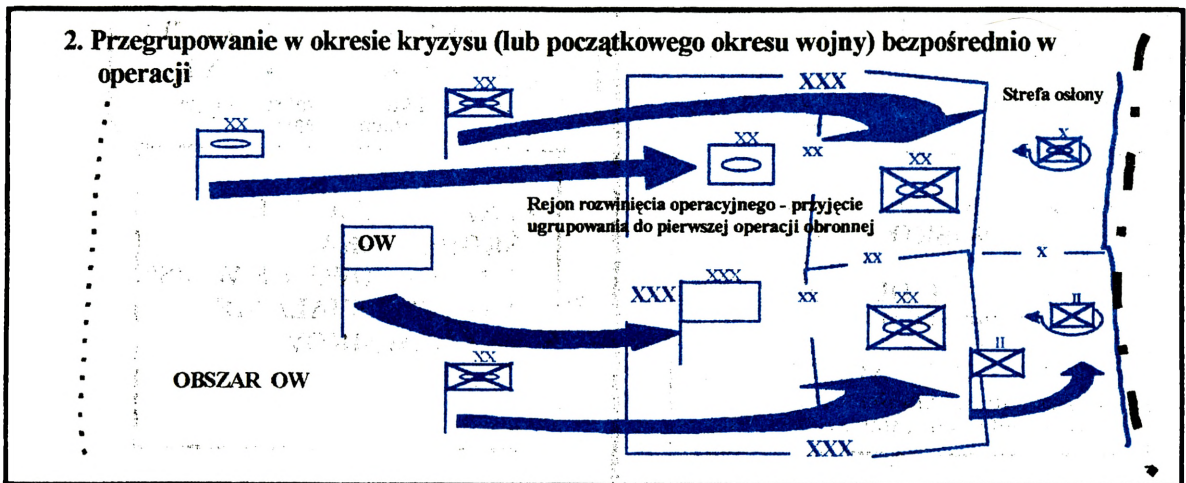 2. Przegrupowanie w okresie kryzysu (lub początkowego okresu wojny) bezpośrednio w
operacji
XX
XXX
Strefa osłony
XX
XX
xx
XX
X
Rejon rozwinięcia operacyjnego - przyjęcie
ugrupowania do pierwszej operacji obronnej
OW
xx
x
XXX
XXX
xx
XX
II
II
XX
OBSZAR OW
XXX